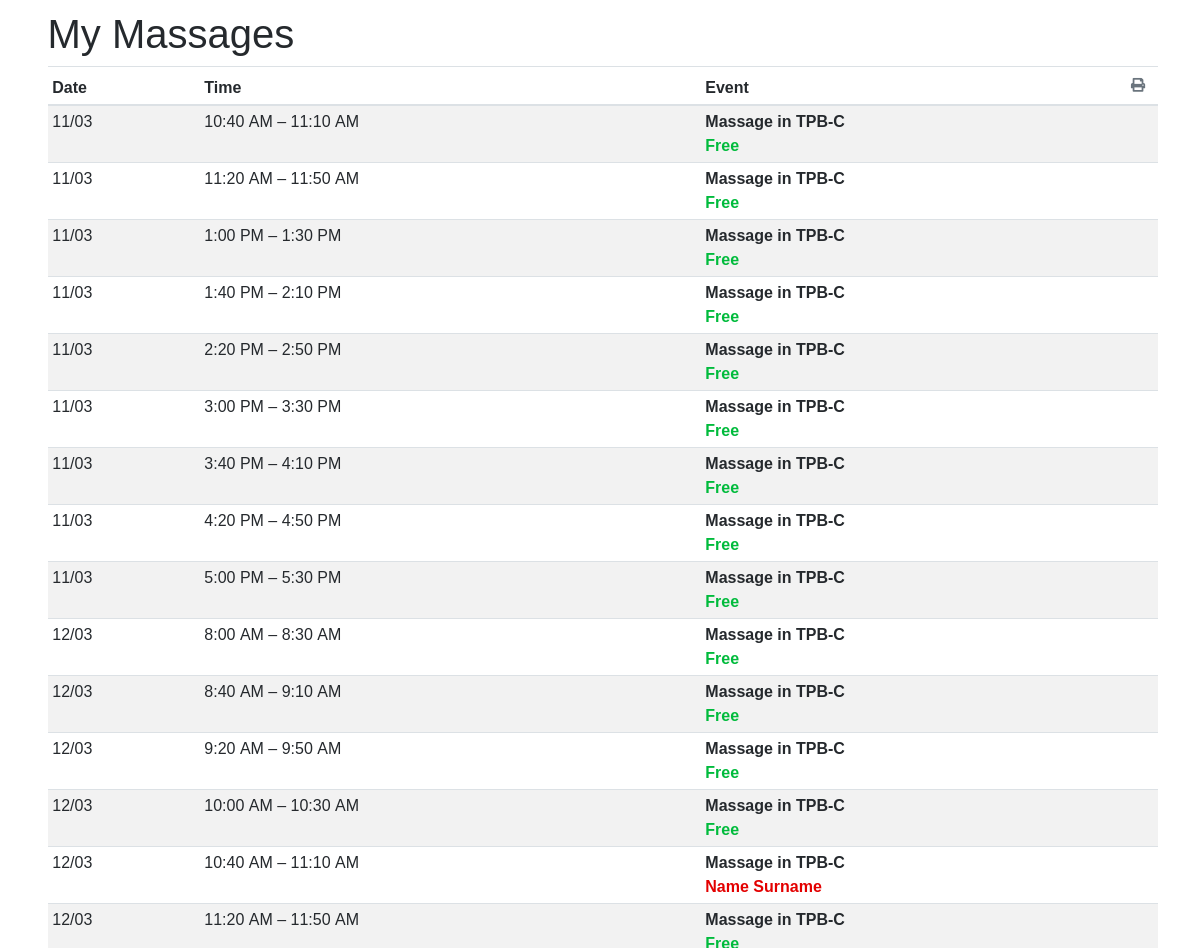 My Massages
Date Time Event
11/03 10:40 AM – 11:10 AM Massage in TPB-C
Free
11/03 11:20 AM – 11:50 AM Massage in TPB-C
Free
11/03 1:00 PM – 1:30 PM Massage in TPB-C
Free
11/03 1:40 PM – 2:10 PM Massage in TPB-C
Free
11/03 2:20 PM – 2:50 PM Massage in TPB-C
Free
11/03 3:00 PM – 3:30 PM Massage in TPB-C
Free
11/03 3:40 PM – 4:10 PM Massage in TPB-C
Free
11/03 4:20 PM – 4:50 PM Massage in TPB-C
Free
11/03 5:00 PM – 5:30 PM Massage in TPB-C
Free
12/03 8:00 AM – 8:30 AM Massage in TPB-C
Free
12/03 8:40 AM – 9:10 AM Massage in TPB-C
Free
12/03 9:20 AM – 9:50 AM Massage in TPB-C
Free
12/03 10:00 AM – 10:30 AM Massage in TPB-C
Free
12/03 10:40 AM – 11:10 AM Massage in TPB-C
Name Surname
12/03 11:20 AM – 11:50 AM Massage in TPB-C
Free